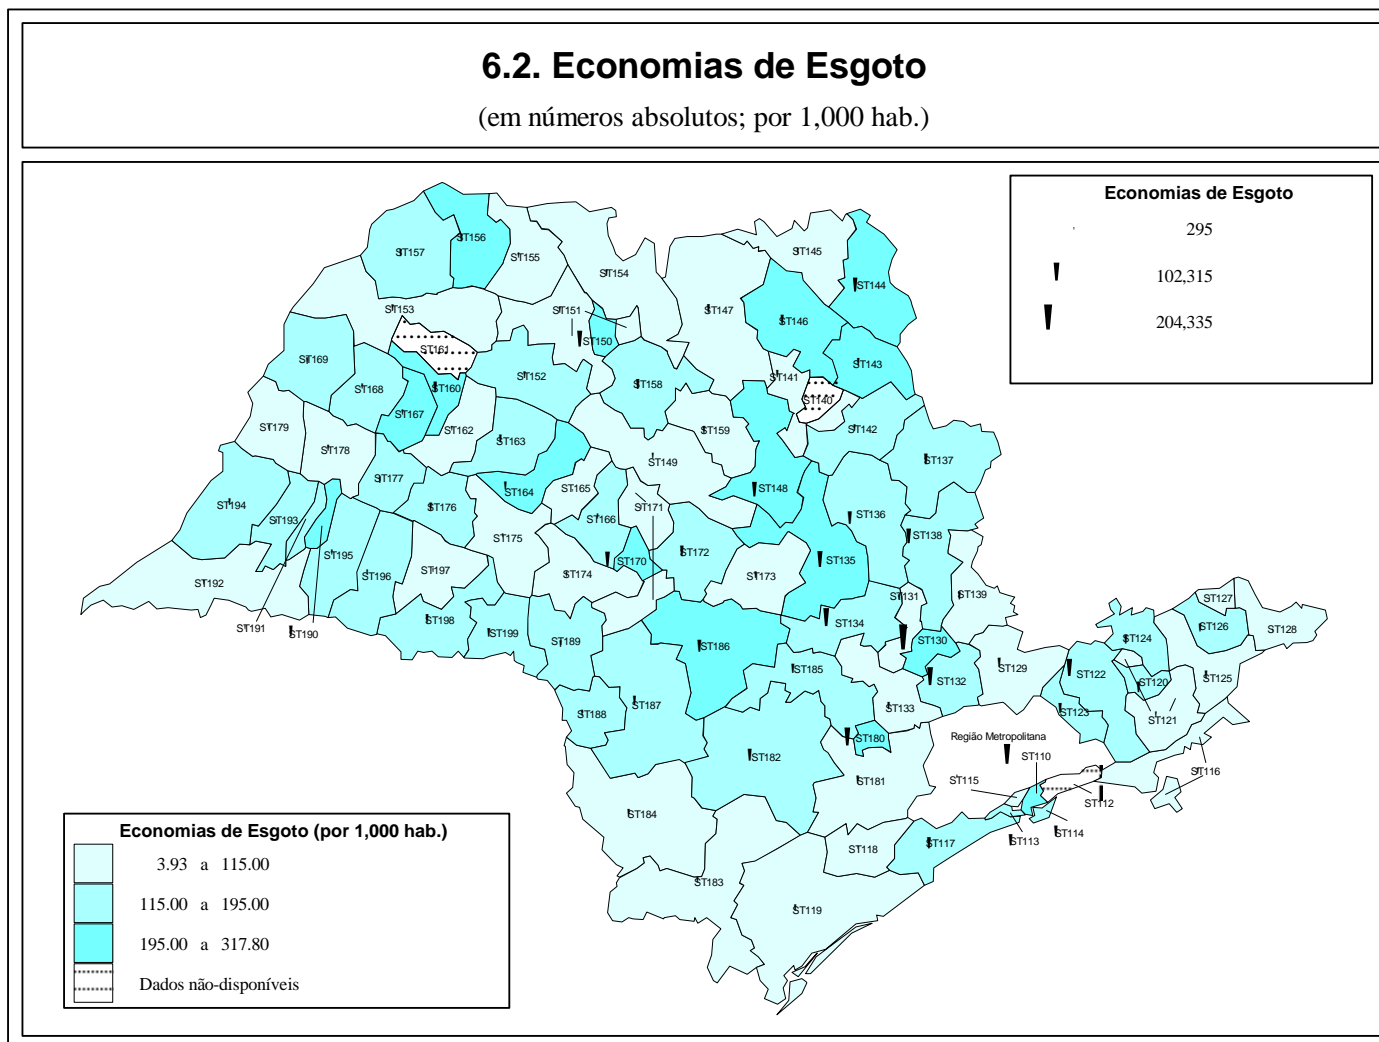 6.2. Economias de Esgoto
(em números absolutos; por 1,000 hab.)
Economias de Esgoto
295
102,315
204,335
ST157
ST156
ST155
ST154
ST145
ST144
ST153
ST151
ST147
ST146
ST161
ST150
ST143
ST169
ST168
ST160
ST152
ST158
ST141
ST140
ST167
ST179
ST178
ST162
ST163
ST159
ST142
ST149
ST137
ST177
ST164
ST165
ST148
ST194
ST193
ST176
ST166
ST171
ST136
ST175
ST138
ST195
ST172
ST135
ST170
ST192
ST196
ST197
ST174
ST173
ST131
ST139
ST127
ST191
ST190
ST198
ST199
ST189
ST186
ST134
ST130
ST124
ST126
ST128
ST185
ST129
ST132
ST122
ST120
ST125
ST188
ST187
ST133
ST123
ST121
ST180
Região Metropolitana
ST182
ST110
ST181
ST115
ST116
ST112
ST184
ST118
ST117
ST113
ST114
ST183
ST119
Economias de Esgoto (por 1,000 hab.)
3.93 a 115.00
115.00 a 195.00
195.00 a 317.80
Dados não-disponíveis